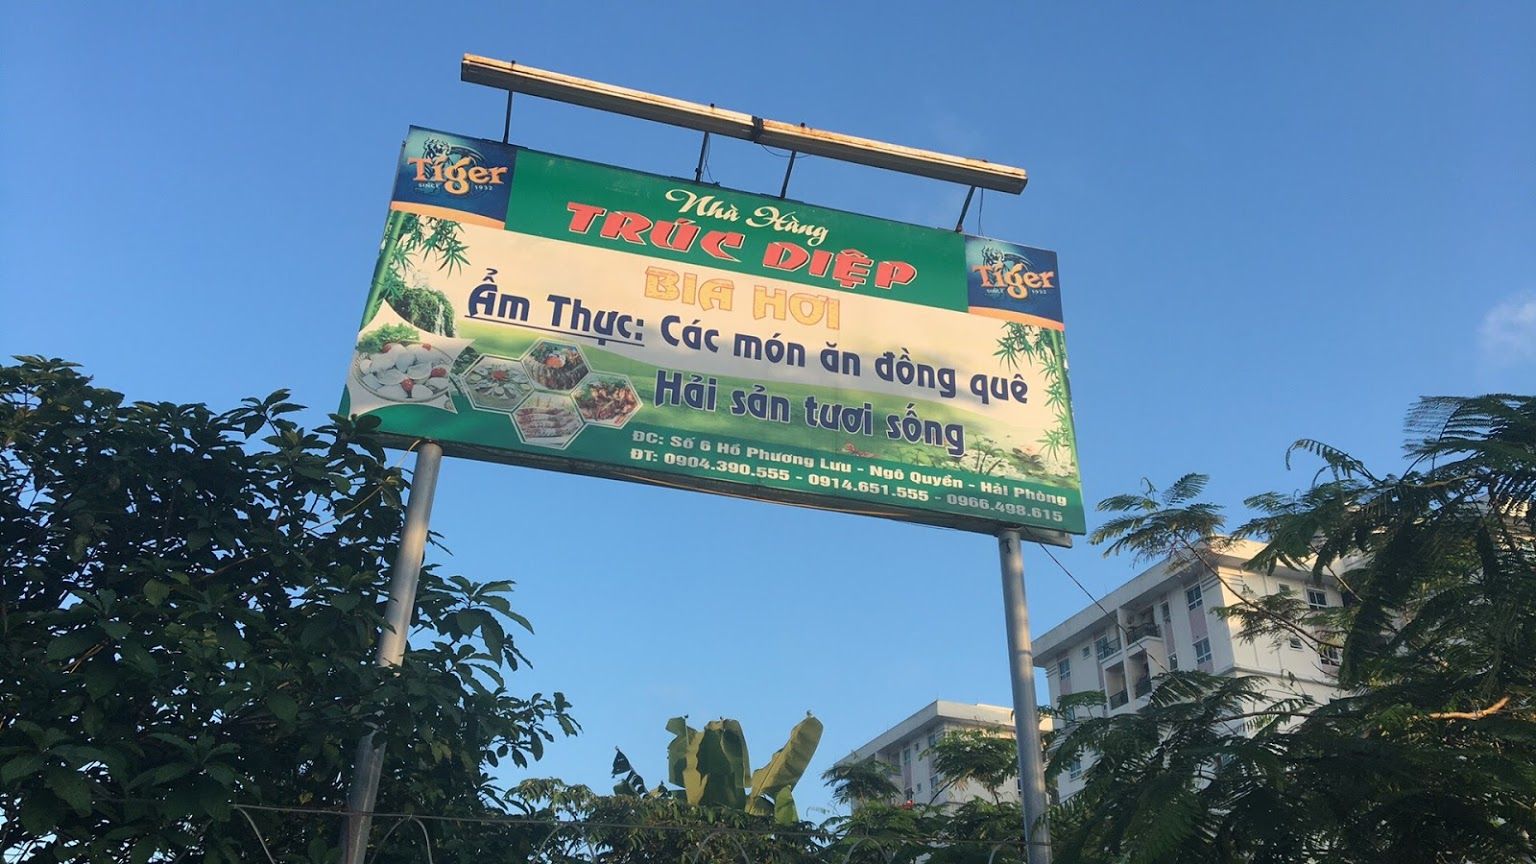 Tiger
SINCE 1932
Nhà Hàng
TRÚC DIỆP
Tiger
SINCE 1932
BIA HƠI
Ẩm Thực: Các món ăn đồng quê
Hải sản tươi sống
ĐC: Số 6 Hồ Phương Lưu - Ngô Quyền - Hải Phòng
ĐT: 0904.390.555 - 0914.651.555 - 0966.498.615